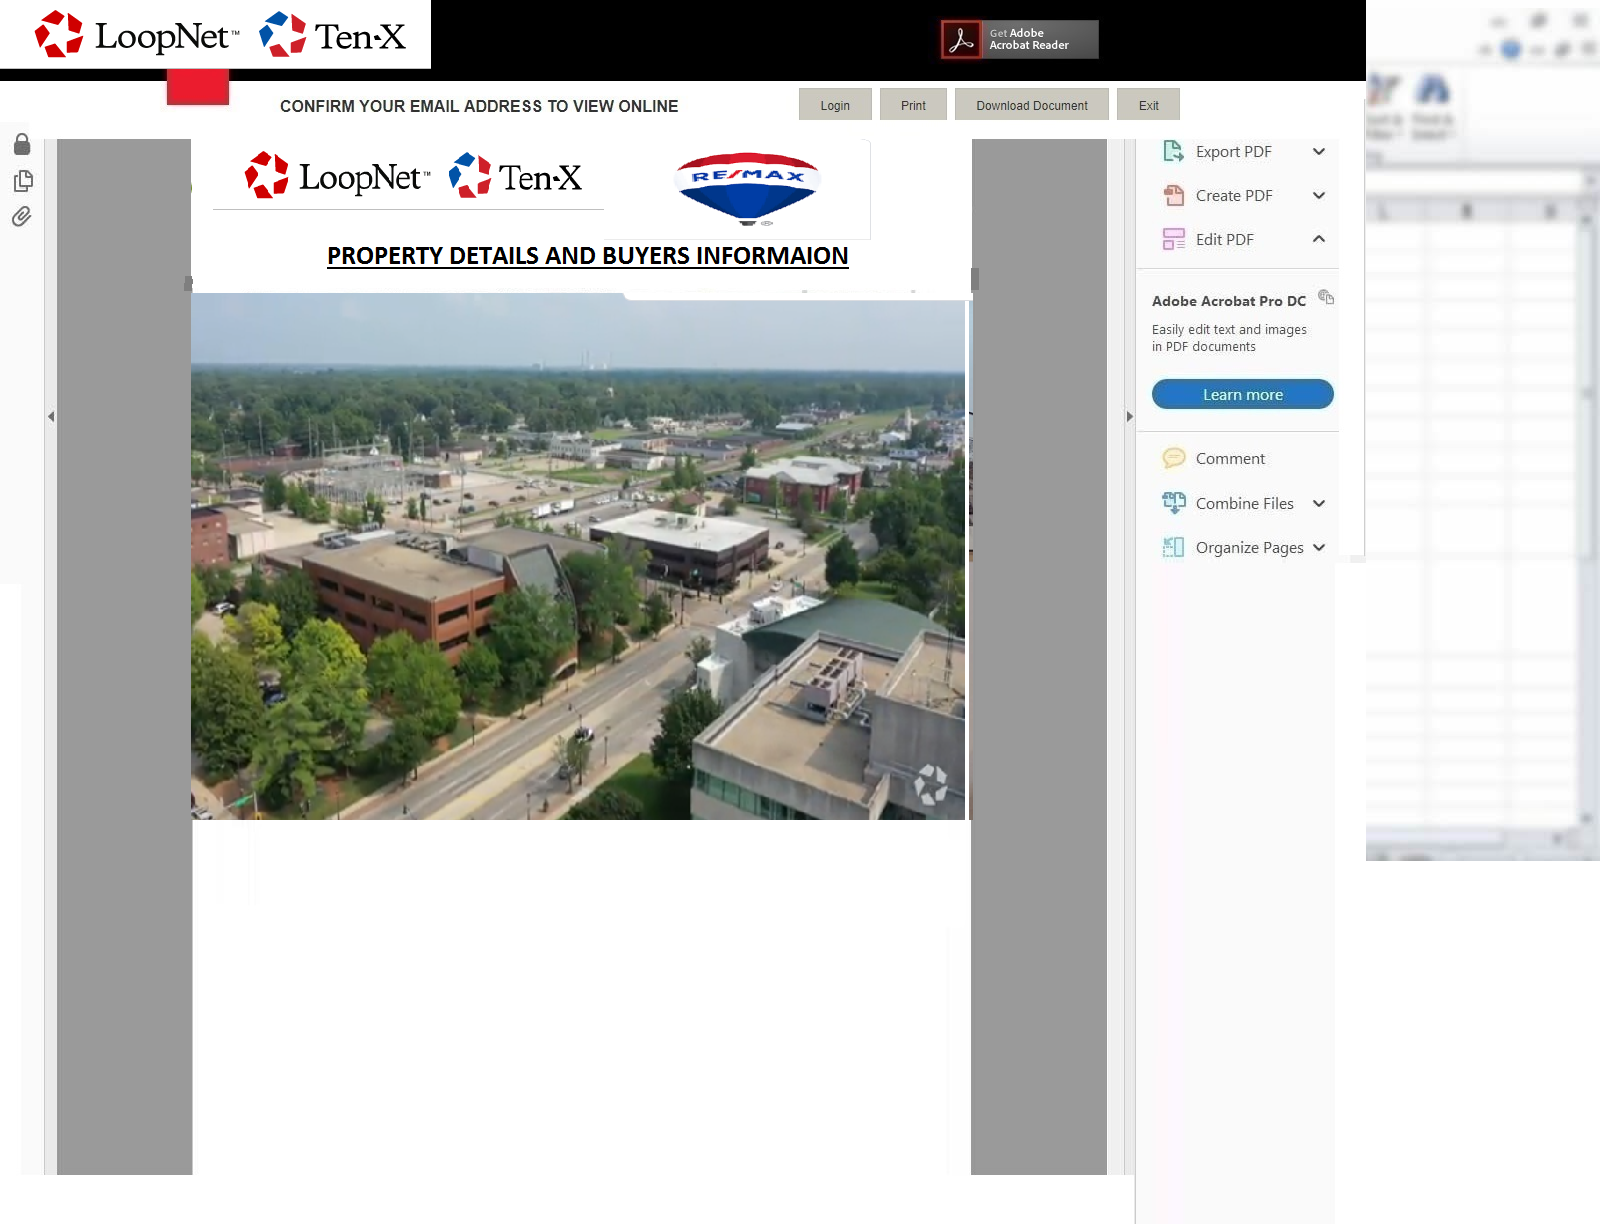 LoopNet™ Ten-X
Get Adobe
Acrobat Reader
CONFIRM YOUR EMAIL ADDRESS TO VIEW ONLINE
Login
Print
Download Document
Exit
LoopNet™ Ten-X
RE/MAX
PROPERTY DETAILS AND BUYERS INFORMAION
Export PDF
Create PDF
Edit PDF
Adobe Acrobat Pro DC
Easily edit text and images
in PDF documents
Learn more
Comment
Combine Files
Organize Pages